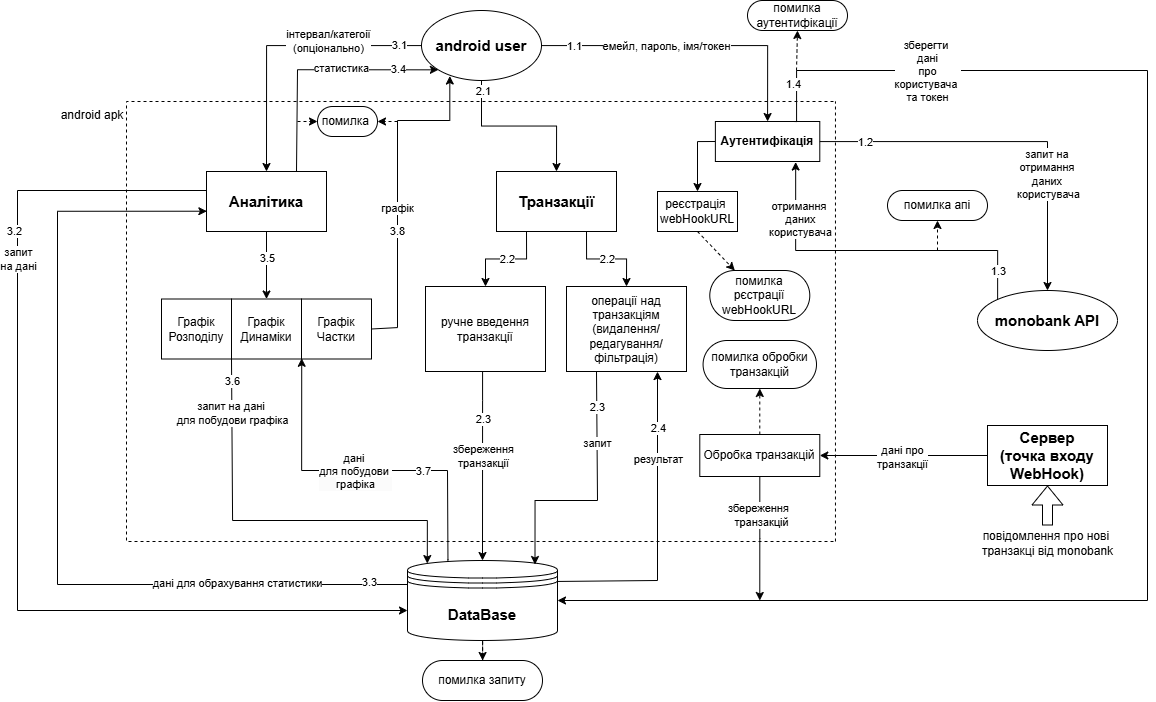 помилка
аутентифікації
інтервал/категоії
(опціонально)
3.1
android user
1.1
емейл, пароль, імя/токен
зберегти
дані
про
користувача
та токен
статистика
3.4
2.1
1.4
android apk
помилка
Аутентифікація
1.2
запит на
отримання
даних
користувача
Аналітика
графік
3.8
Транзакції
реєстрація
webHookURL
отримання
даних
користувача
помилка апі
3.2
запит
на дані
3.5
2.2
2.2
1.3
помилка
рєстрації
webHookURL
Графік
Розподілу
Графік
Динаміки
Графік
Частки
ручне введення
транзакції
операції над
транзакціям
(видалення/
редагування/
фільтрація)
monobank API
помилка обробки
транзакцій
3.6
запит на дані
для побудови графіка
2.3
збереження
транзакції
2.3
запит
2.4
результат
Обробка транзакцій
дані про
транзакції
Сервер
(точка входу
WebHook)
дані
для побудови
графіка
3.7
збереження
транзакцій
повідомлення про нові
транзакці від monobank
дані для обрахування статистики
3.3
DataBase
помилка запиту